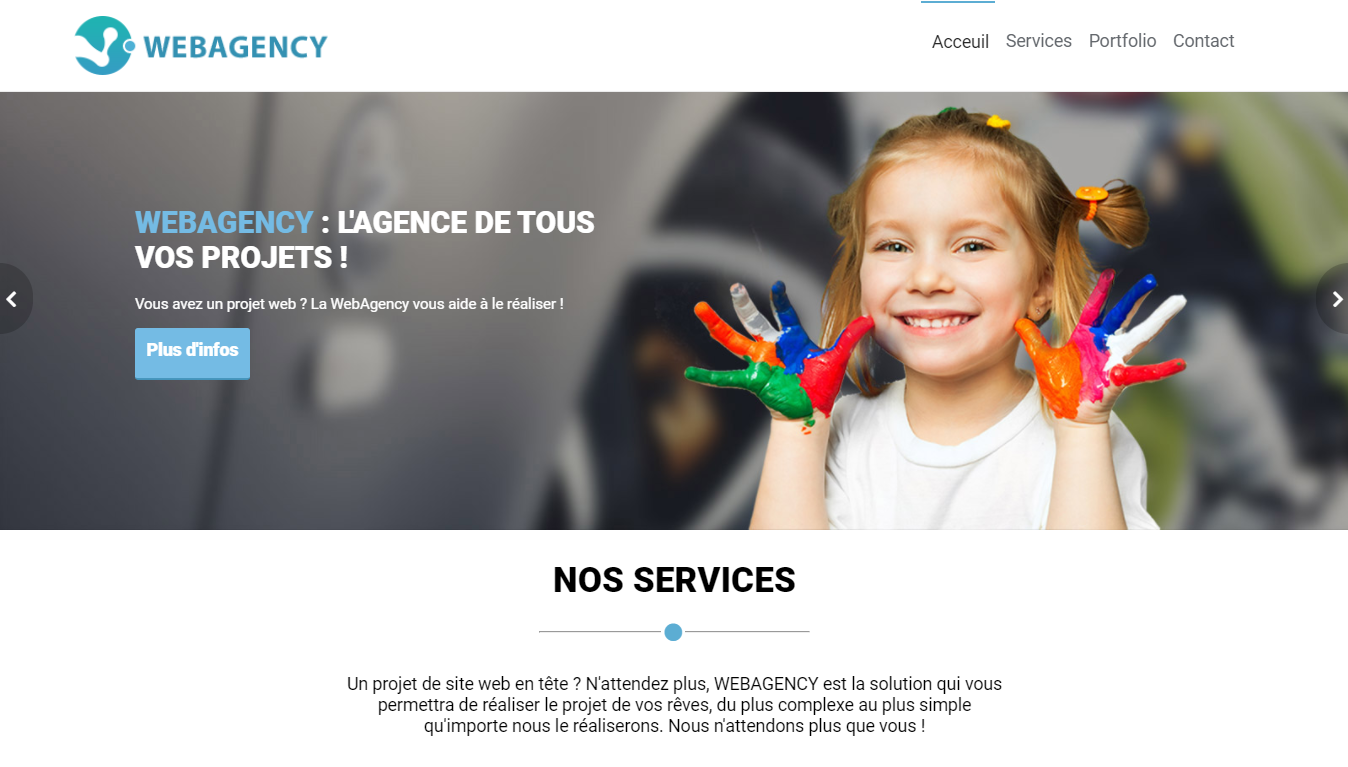 WEBAGENCY
Acceuil
Services
Portfolio
Contact
WEBAGENCY : L'AGENCE DE TOUS
VOS PROJETS !
Vous avez un projet web ? La WebAgency vous aide à le réaliser !
Plus d'infos
NOS SERVICES
Un projet de site web en tête ? N'attendez plus, WEBAGENCY est la solution qui vous
permettra de réaliser le projet de vos rêves, du plus complexe au plus simple
qu'importe nous le réaliserons. Nous n'attendons plus que vous !